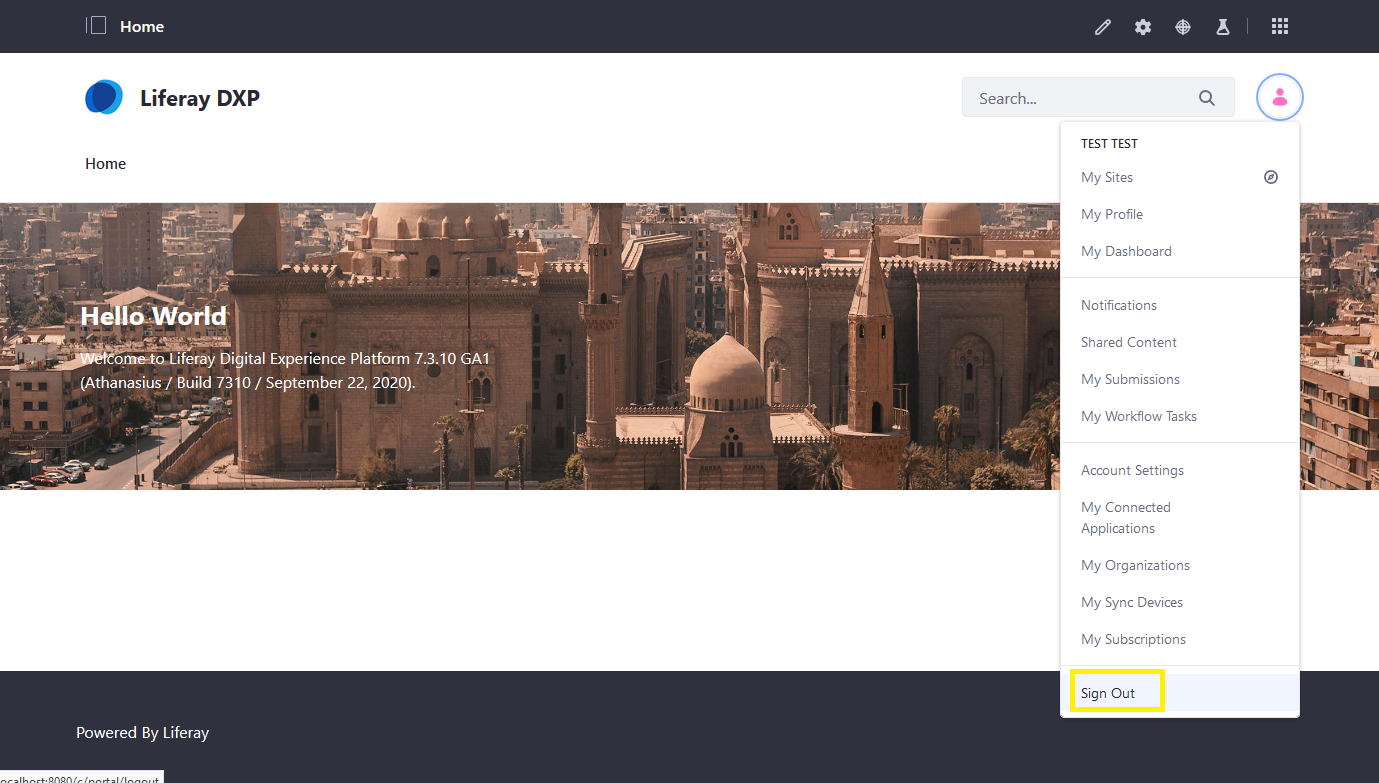 Home
Liferay DXP
Search...
Home
TEST TEST
My Sites
My Profile
My Dashboard
Notifications
Shared Content
My Submissions
My Workflow Tasks
Account Settings
My Connected
Applications
My Organizations
My Sync Devices
My Subscriptions
Sign Out
Hello World
Welcome to Liferay Digital Experience Platform 7.3.10 GA1
(Athanasius / Build 7310 / September 22, 2020).
Powered By Liferay
ocalhost:8080/c/portal/logout